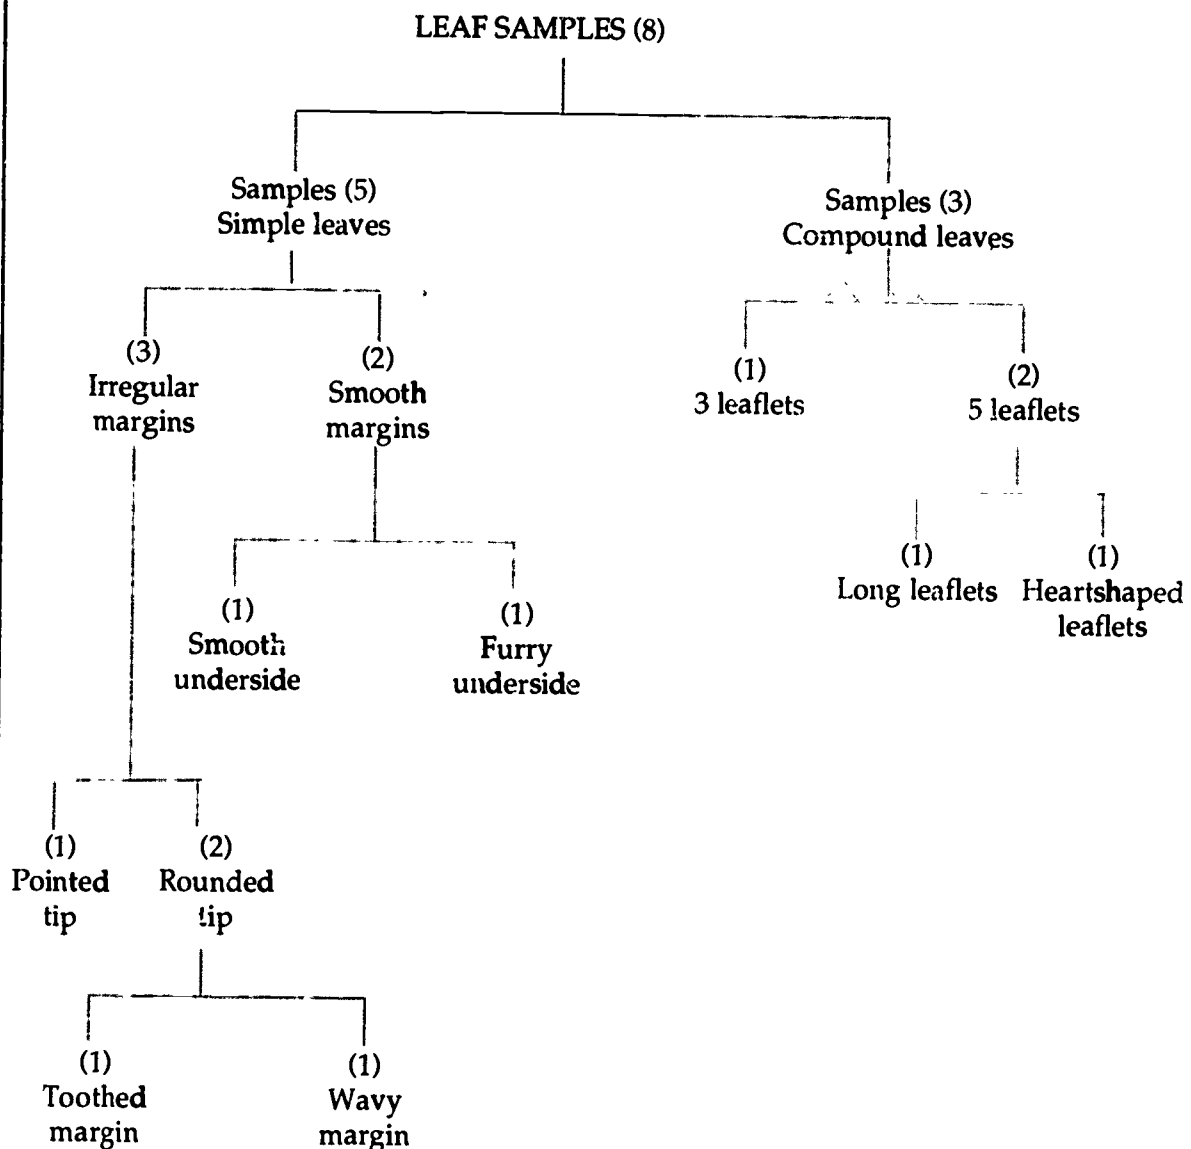 LEAF SAMPLES (8)
Samples (5)
Simple leaves
Samples (3)
Compound leaves
(3)
Irregular
margins
(2)
Smooth
margins
(1)
3 leaflets
(2)
5 leaflets
(1)
Long leaflets
(1)
Heartshaped
leaflets
(1)
Smooth
underside
(1)
Furry
underside
(1)
Pointed
tip
(2)
Rounded
tip
(1)
Toothed
margin
(1)
Wavy
margin